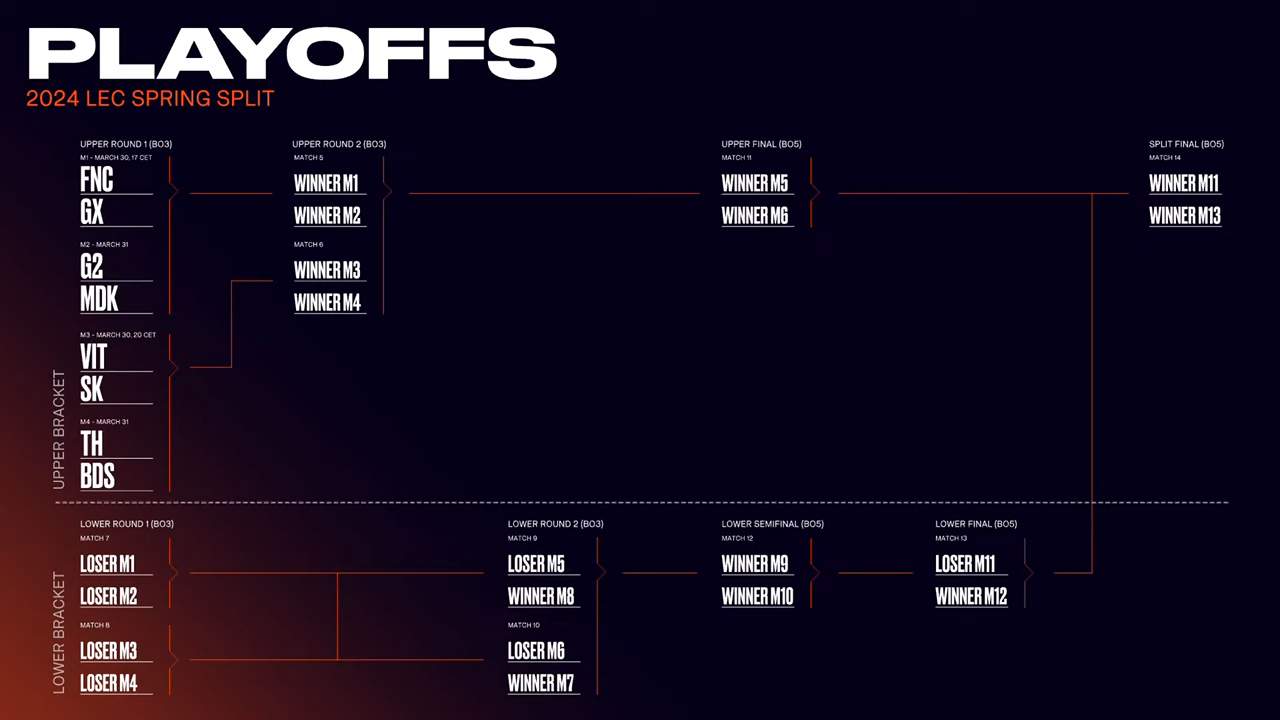 PLAYOFFS
2024 LEC SPRING SPLIT
UPPER BRACKET
UPPER ROUND 1 (BO3)
M1 - MARCH 30, 17 CET
FNC
GX
M2 - MARCH 31
G2
MDK
M3 - MARCH 30, 20 CET
VIT
SK
M4 - MARCH 31
TH
BDS
UPPER ROUND 2 (BO3)
MATCH 5
WINNER M1
WINNER M2
MATCH 6
WINNER M3
WINNER M4
UPPER FINAL (BO5)
MATCH 11
WINNER M5
WINNER M6
SPLIT FINAL (BO5)
MATCH 14
WINNER M11
WINNER M13
LOWER BRACKET
LOWER ROUND 1 (BO3)
MATCH 7
LOSER M1
LOSER M2
MATCH 8
LOSER M3
LOSER M4
LOWER ROUND 2 (BO3)
MATCH 9
LOSER M5
WINNER M8
MATCH 10
LOSER M6
WINNER M7
LOWER SEMIFINAL (BO5)
MATCH 12
WINNER M9
WINNER M10
LOWER FINAL (BO5)
MATCH 13
LOSER M11
WINNER M12